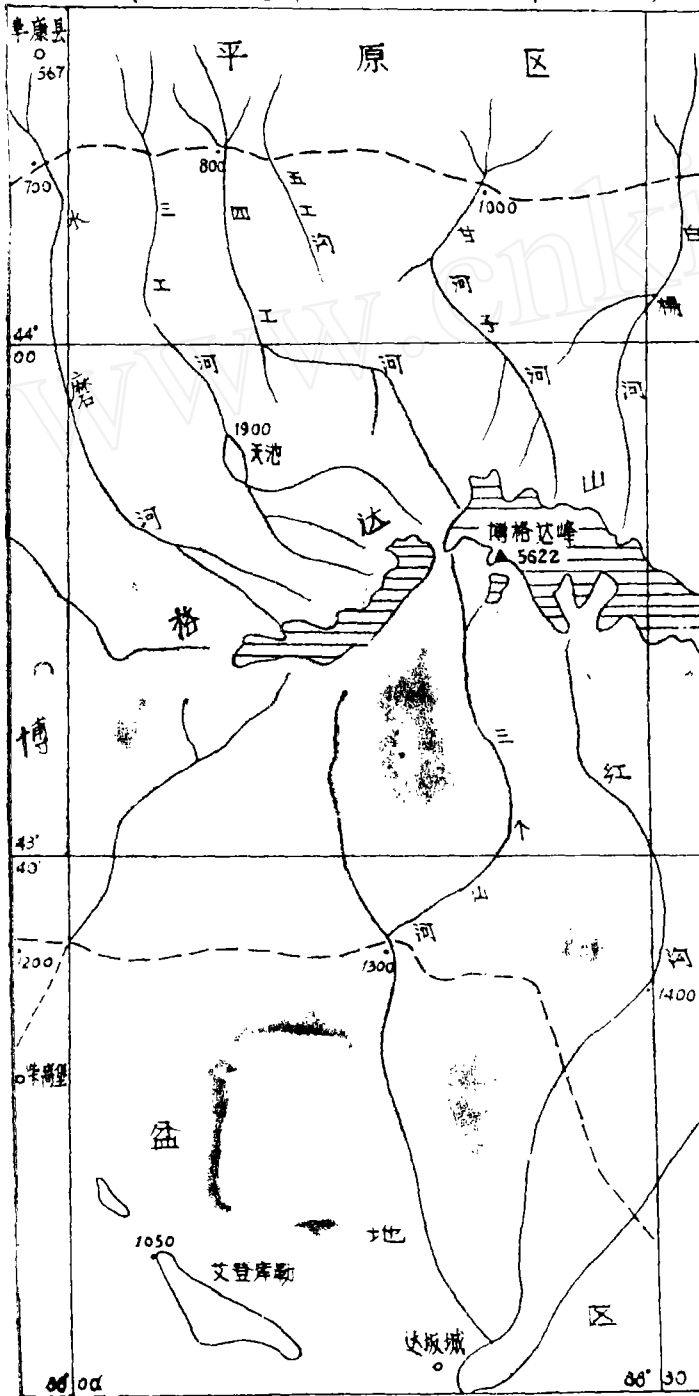 阜康县
567
平原区
700
800
1000
水磨河
三工河
四工河
五工沟
甘子河
白杨河
44°
00
1900
天池
博格达山
博格达峰
5622
三个山河
红沟
43°
40'
1200
1300
1400
柴窝堡
盆地区
1050
艾登库勒
达坂城
88°00
88°30
www.cnki